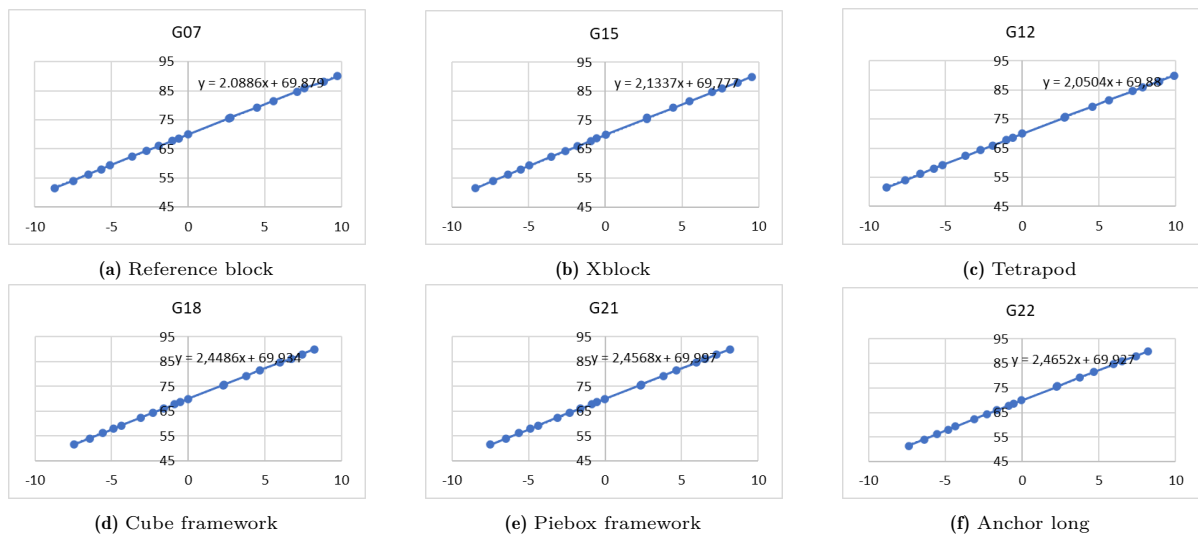 G07
95
y = 2.0886x + 69,879
85
75
65
55
45
-10 -5 0 5 10
(a) Reference block
G15
95
y = 2,1337x + 69,777
85
75
65
55
45
-10 -5 0 5 10
(b) Xblock
G12
95
y = 2,0504x + 69,88
85
75
65
55
45
-10 -5 0 5 10
(c) Tetrapod
G18
95
y = 2,4486x + 69,934
85
75
65
55
45
-10 -5 0 5 10
(d) Cube framework
G21
95
y = 2,4568x + 69,997
85
75
65
55
45
-10 -5 0 5 10
(e) Piebox framework
G22
95
y = 2,4652x + 69,927
85
75
65
55
45
-10 -5 0 5 10
(f) Anchor long